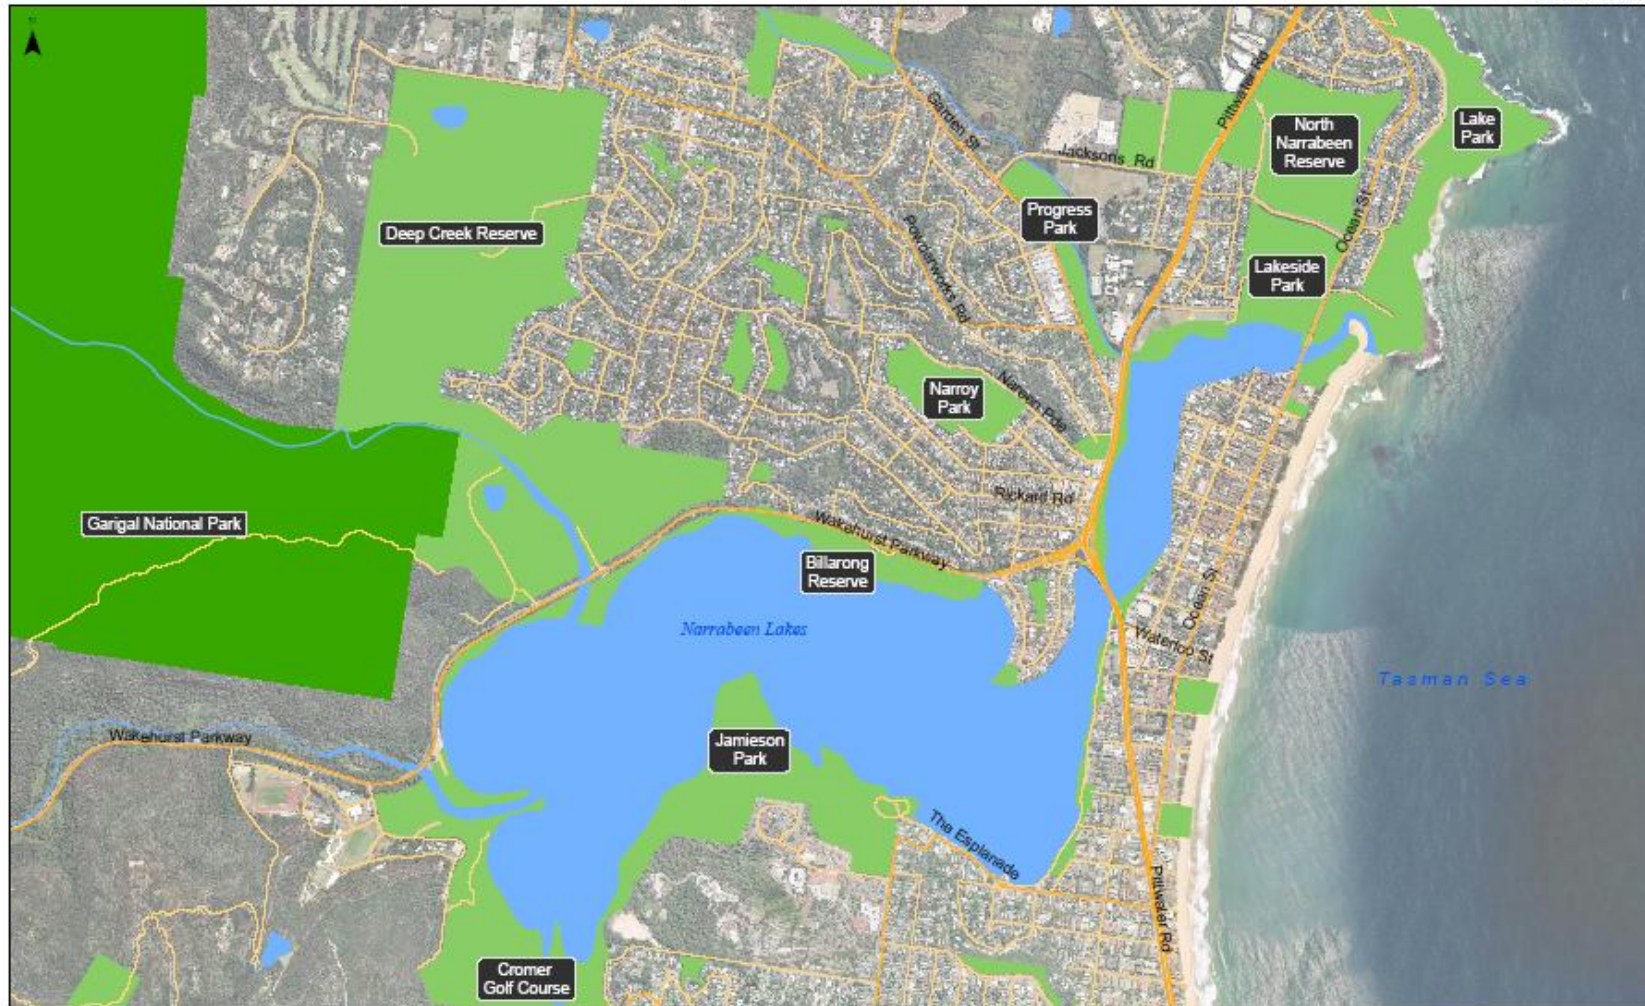 N
Lake
Park
North
Narrabeen
Reserve
Pittwater Rd
Garden St
Jacksons Rd
Progress
Park
Ocean St
Deep Creek Reserve
Powderworks Rd
Lakeside
Park
Narroy
Park
Nareen Pde
Rickard Rd
Garigal National Park
Wakehurst Parkway
Billarong
Reserve
Ocean St
Narrabeen Lakes
Waterloo St
Tasman Sea
Wakehurst Parkway
Jamieson
Park
The Esplanade
Pittwater Rd
Cromer
Golf Course